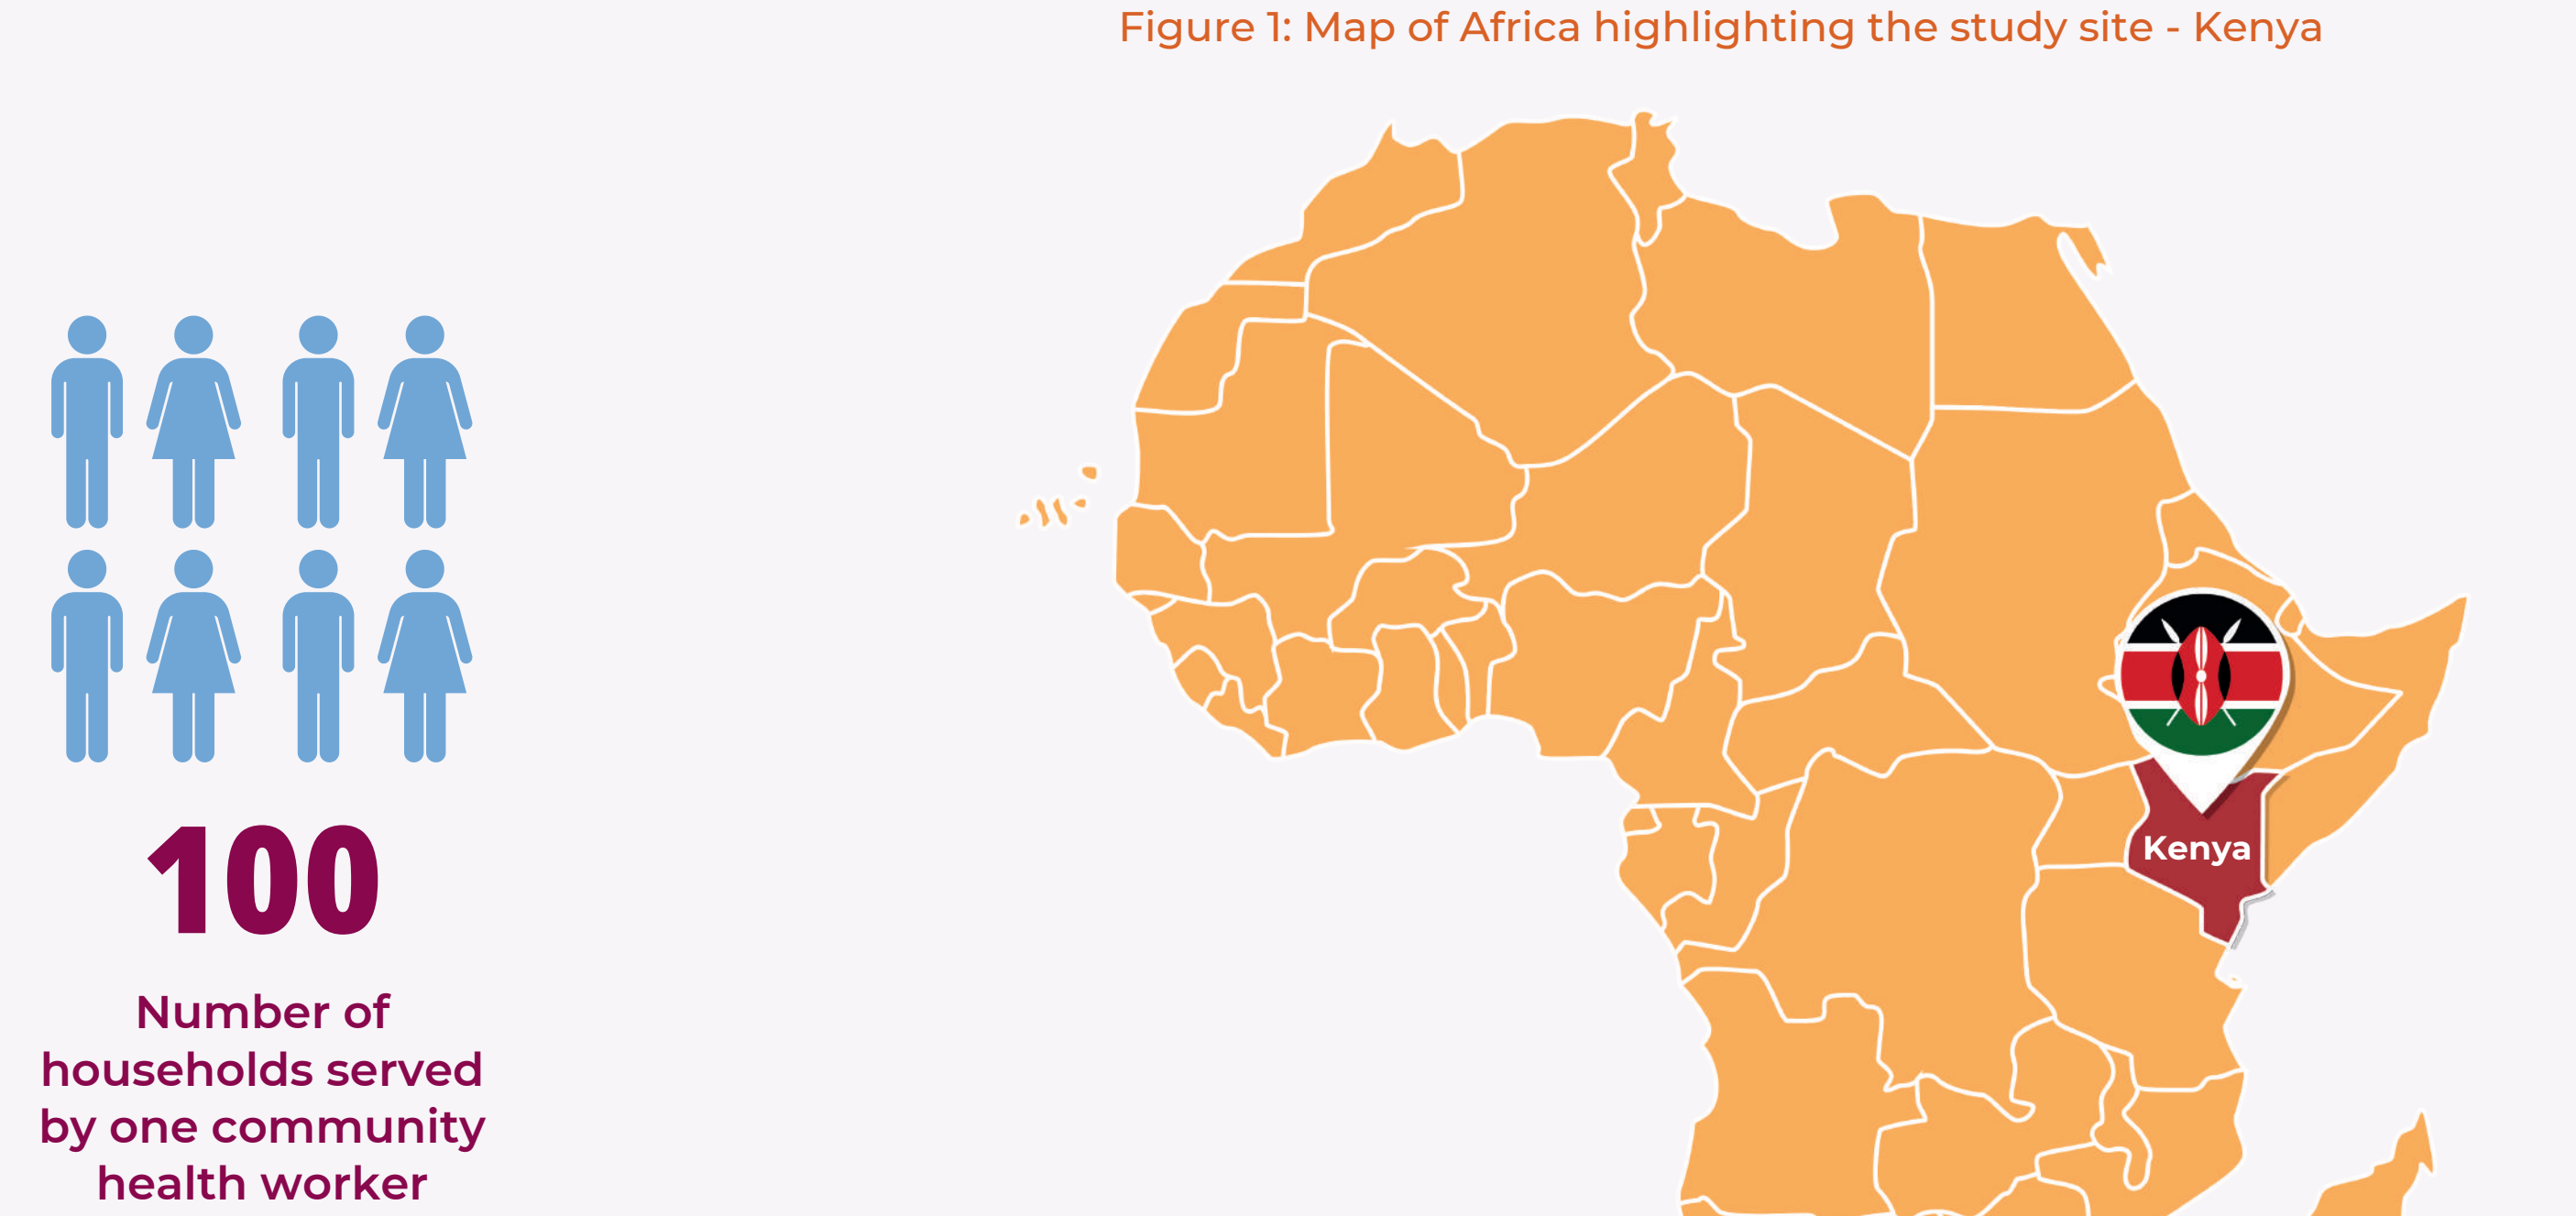 Figure 1: Map of Africa highlighting the study site - Kenya
Kenya
100
Number of
households served
by one community
health worker